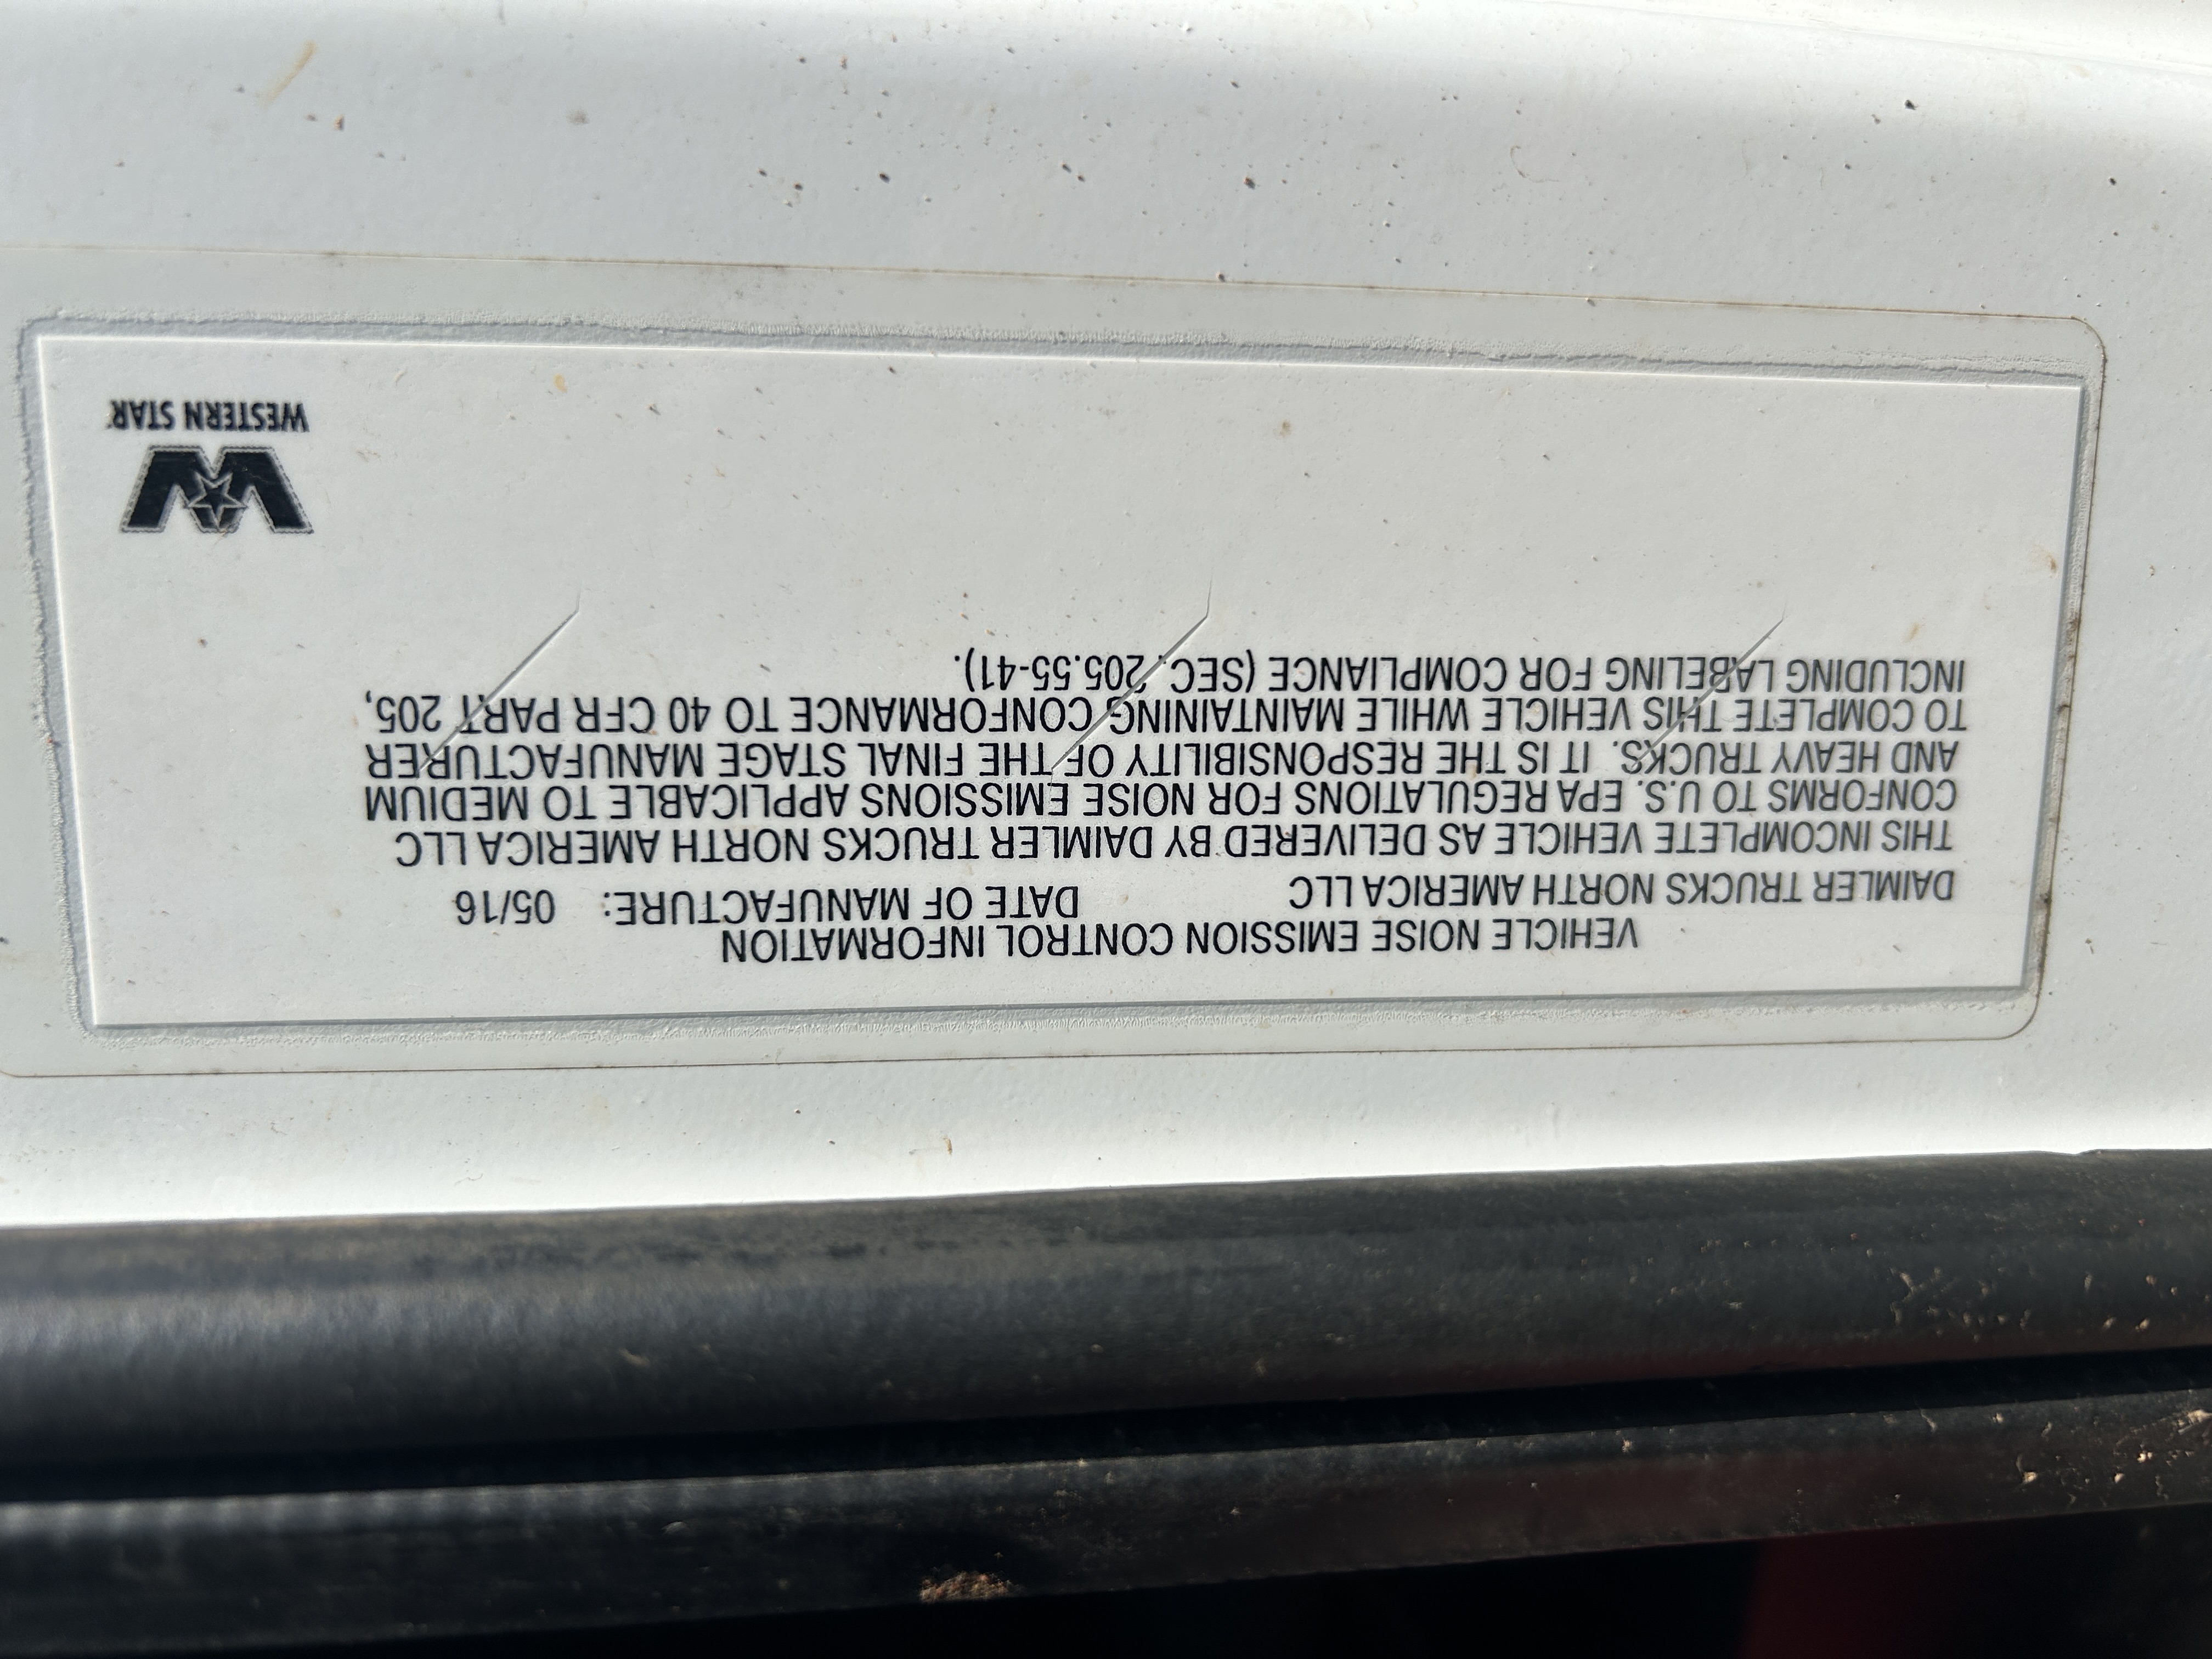 VEHICLE NOISE EMISSION CONTROL INFORMATION
DAIMLER TRUCKS NORTH AMERICA LLC DATE OF MANUFACTURE: 05/16
THIS INCOMPLETE VEHICLE AS DELIVERED BY DAIMLER TRUCKS NORTH AMERICA LLC
CONFORMS TO U.S. EPA REGULATIONS FOR NOISE EMISSIONS APPLICABLE TO MEDIUM
AND HEAVY TRUCKS. IT IS THE RESPONSIBILITY OF THE FINAL STAGE MANUFACTURER
TO COMPLETE THIS VEHICLE WHILE MAINTAINING CONFORMANCE TO 40 CFR PART 205,
INCLUDING LABELING FOR COMPLIANCE (SEC. 205.55-41).
WESTERN STAR